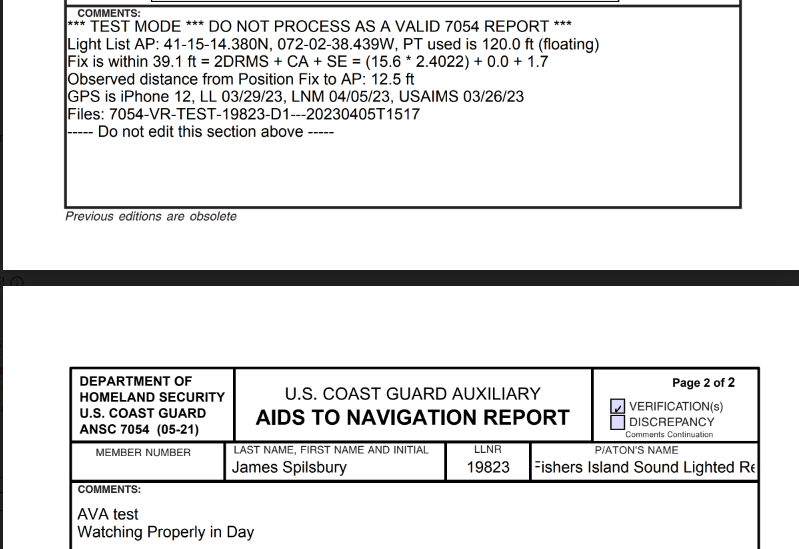 COMMENTS:
*** TEST MODE *** DO NOT PROCESS AS A VALID 7054 REPORT ***
Light List AP: 41-15-14.380N, 072-02-38.439W, PT used is 120.0 ft (floating)
Fix is within 39.1 ft = 2DRMS + CA + SE = (15.6 * 2.4022) + 0.0 + 1.7
Observed distance from Position Fix to AP: 12.5 ft
GPS is iPhone 12, LL 03/29/23, LNM 04/05/23, USAIMS 03/26/23
Files: 7054-VR-TEST-19823-D1---20230405T1517
----- Do not edit this section above -----
Previous editions are obsolete
DEPARTMENT OF
HOMELAND SECURITY
U.S. COAST GUARD
ANSC 7054 (05-21)
U.S. COAST GUARD AUXILIARY
AIDS TO NAVIGATION REPORT
Page 2 of 2
VERIFICATION(s)
DISCREPANCY
Comments Continuation
MEMBER NUMBER
LAST NAME, FIRST NAME AND INITIAL
James Spilsbury
LLNR
19823
P/ATON'S NAME
Fishers Island Sound Lighted Re
COMMENTS:
AVA test
Watching Properly in Day